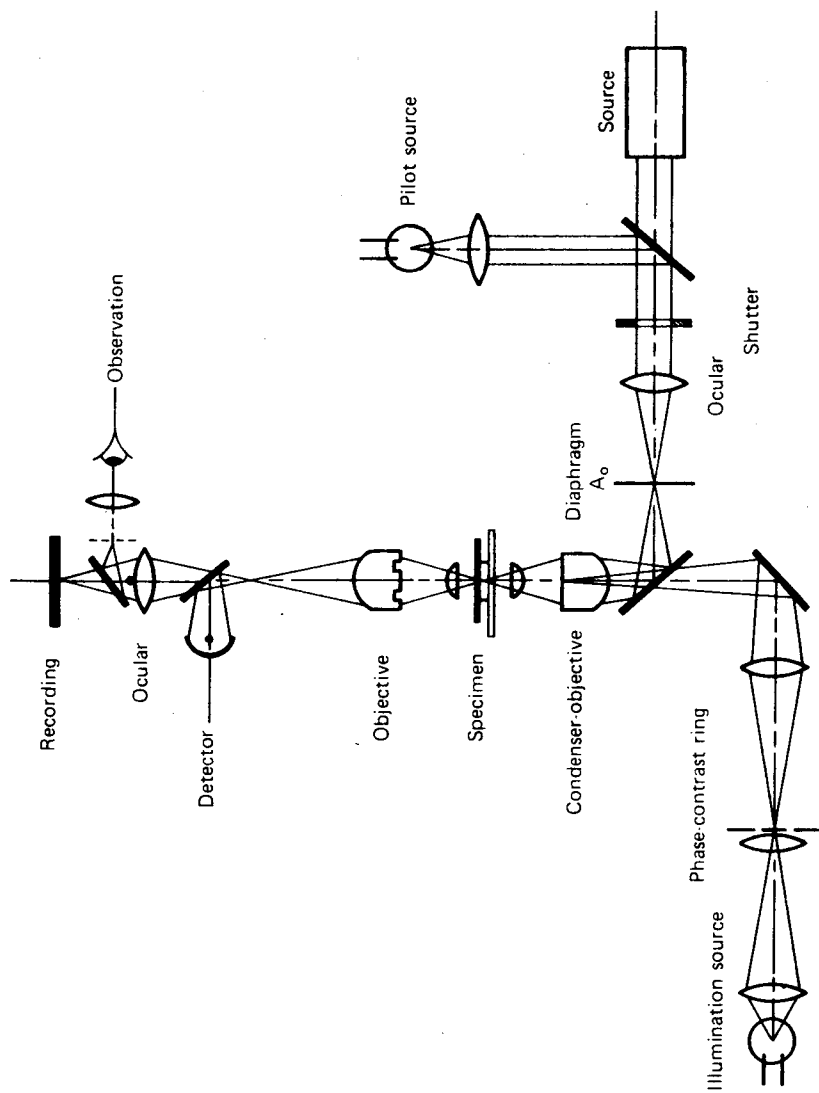 Recording
Ocular
Detector
Observation
Objective
Specimen
Condenser-objective
Pilot source
Source
Shutter
Ocular
Diaphragm
A₀
Phase-contrast ring
Illumination source